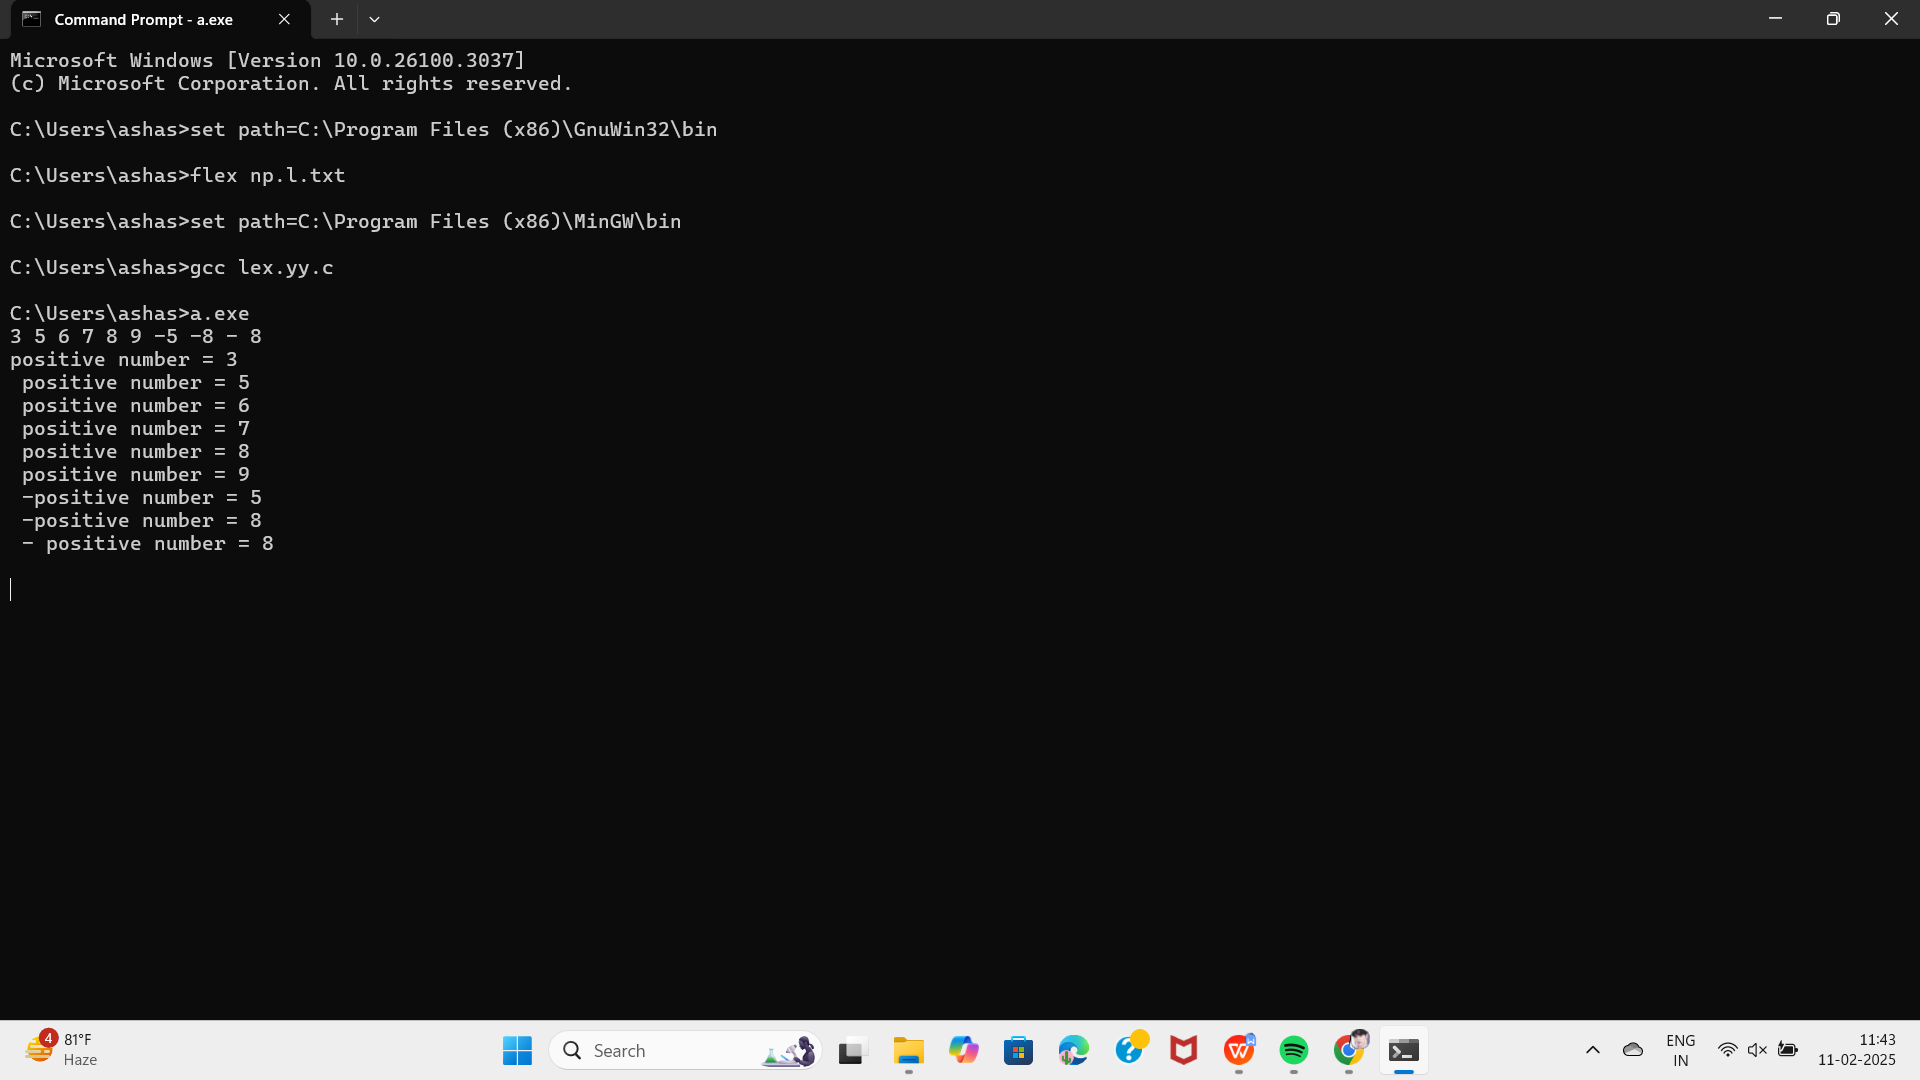 Command Prompt - a.exe
Microsoft Windows [Version 10.0.26100.3037]
(c) Microsoft Corporation. All rights reserved.
C:\Users\ashas>set path=C:\Program Files (x86)\GnuWin32\bin
C:\Users\ashas>flex np.l.txt
C:\Users\ashas>set path=C:\Program Files (x86)\MinGW\bin
C:\Users\ashas>gcc lex.yy.c
C:\Users\ashas>a.exe
3 5 6 7 8 9 -5 -8 - 8
positive number = 3
 positive number = 5
 positive number = 6
 positive number = 7
 positive number = 8
 positive number = 9
 -positive number = 5
 -positive number = 8
 - positive number = 8
4
81°F
Haze
Search
ENG
IN
11:43
11-02-2025